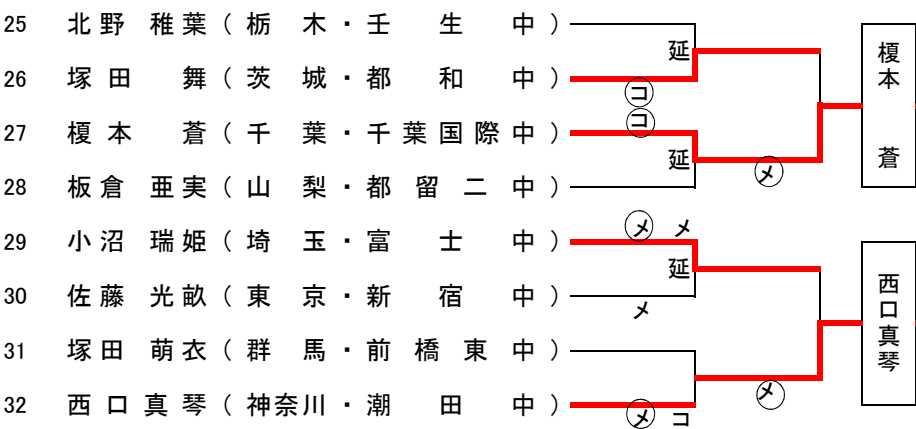 25 北野 稚葉（栃 木・壬 生 中）
延
榎本 蒼
26 塚田 舞（茨 城・都 和 中）
コ
コ
27 榎本 蒼（千 葉・千葉国際中）
延
メ
28 板倉 亜実（山 梨・都留二中）
29 小沼 瑞姫（埼 玉・富 士 中）
メ メ
延
西口真琴
30 佐藤 光畝（東 京・新 宿 中）
メ
31 塚田 萌衣（群 馬・前橋東中）
メ
32 西口真琴（神奈川・潮 田 中）
メ コ